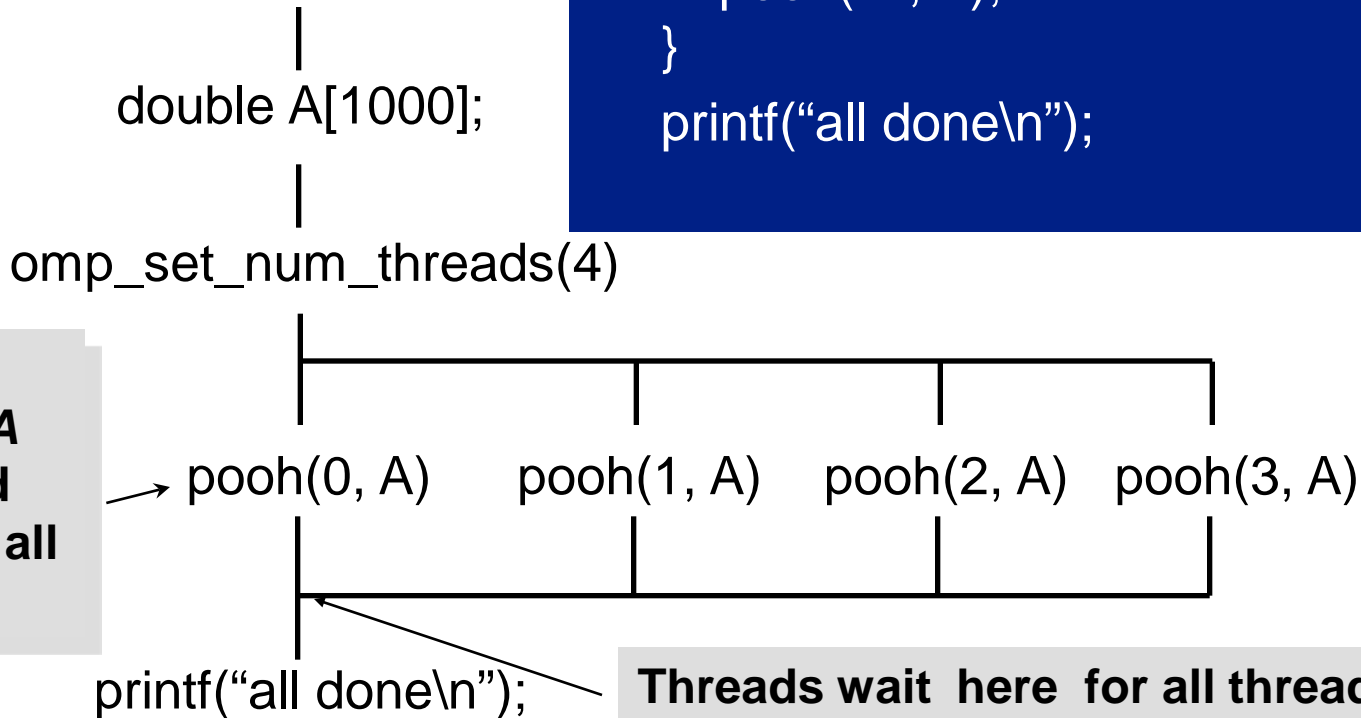 double A[1000];
}
printf(“all done\n”);
omp_set_num_threads(4)
A
all
pooh(0, A) pooh(1, A) pooh(2, A) pooh(3, A)
printf(“all done\n”);
Threads wait here for all